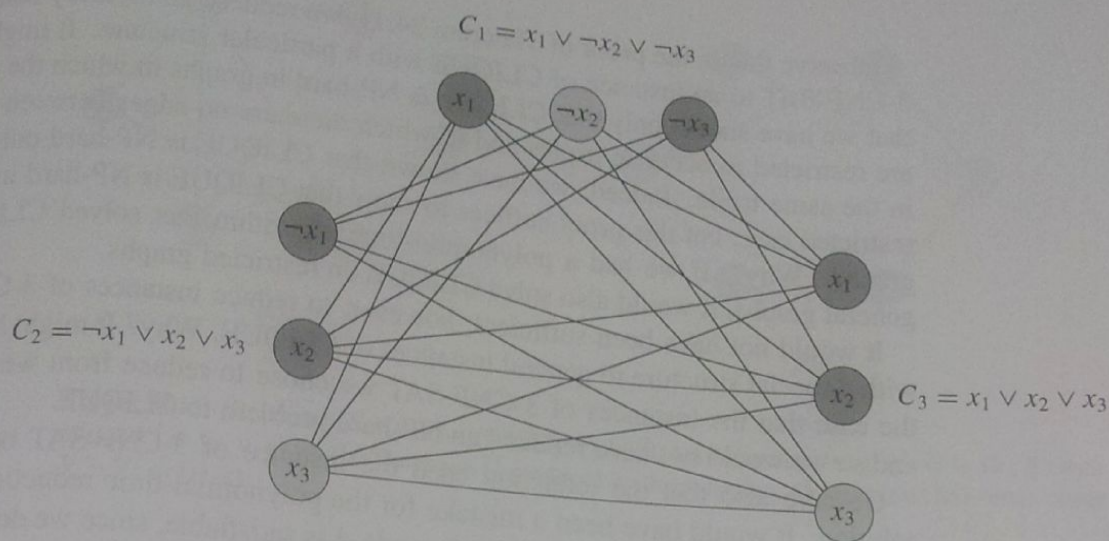 C₁ = x₁ ∨ ¬x₂ ∨ ¬x₃
x₁ ¬x₂ ¬x₃
¬x₁
x₁
C₂ = ¬x₁ ∨ x₂ ∨ x₃
x₂
x₂
C₃ = x₁ ∨ x₂ ∨ x₃
x₃
x₃